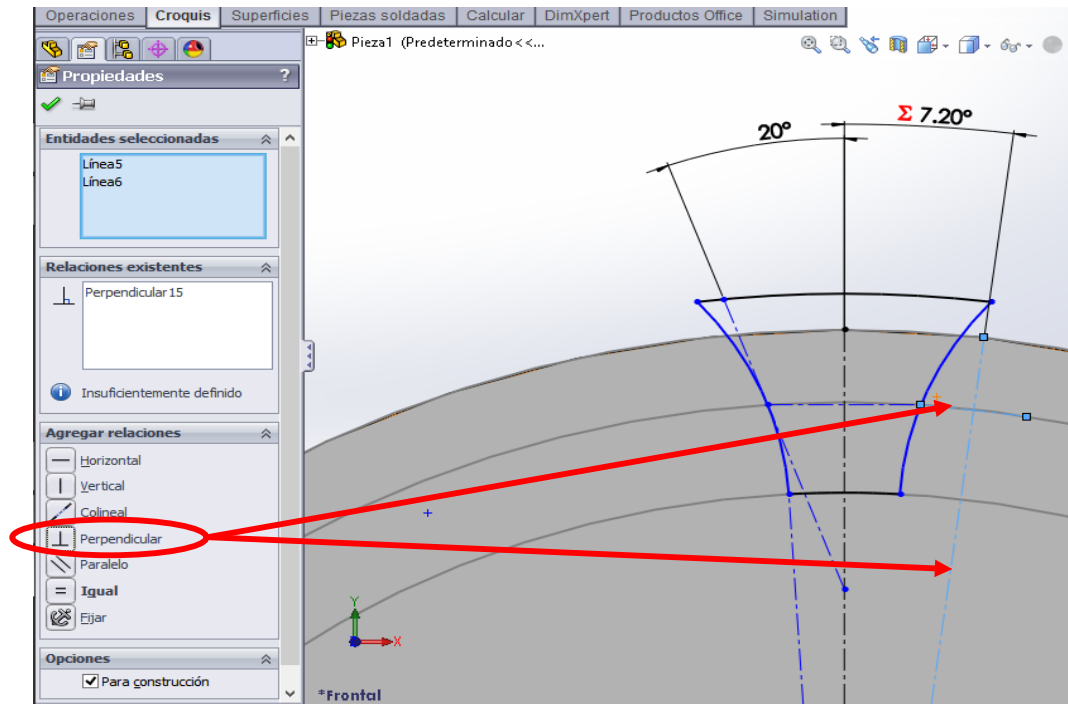 Operaciones Croquis Superficies Piezas soldadas Calcular DimXpert Productos Office Simulation
Pieza1 (Predeterminado<<...
Propiedades ?
Entidades seleccionadas
Línea5
Línea6
Relaciones existentes
Perpendicular15
Insuficientemente definido
Agregar relaciones
Horizontal
Vertical
Colineal
Perpendicular
Paralelo
Igual
Fijar
Opciones
Para construcción
20°
Σ 7.20°
Y
X
*Frontal